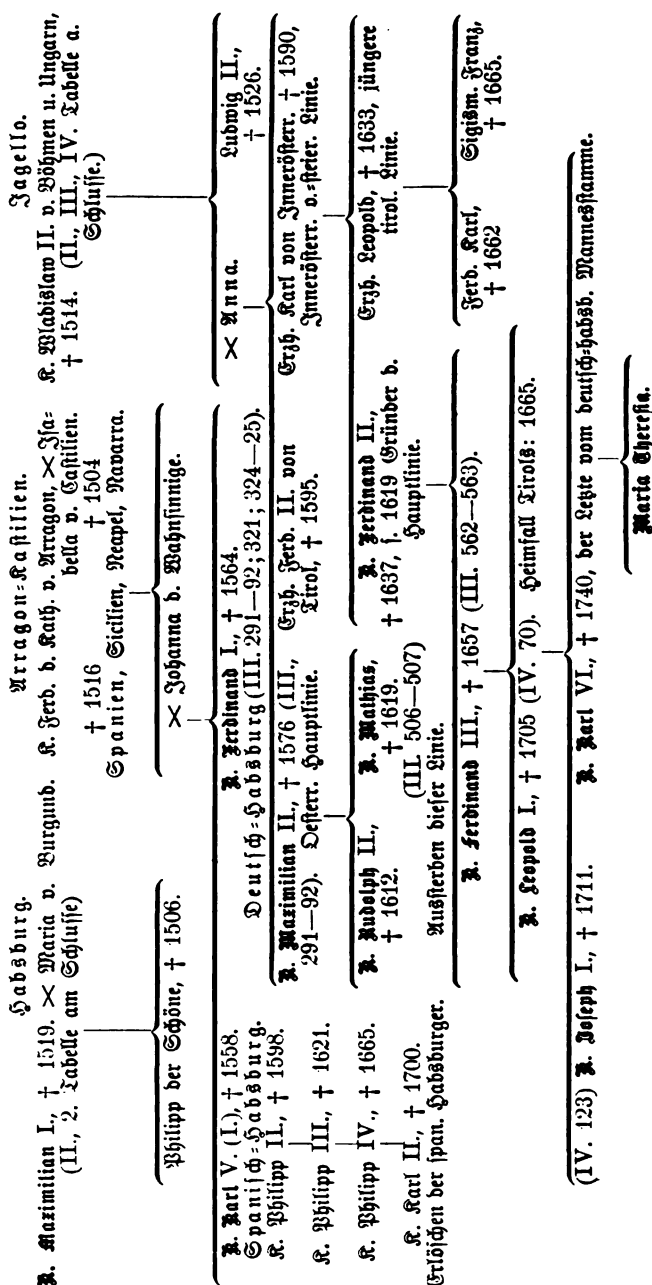 Habsburg.
K. Maximilian I., † 1519. × Maria v. Burgund.
(II., 2. Tabelle am Schlusse)
Arragon-Kastilien.
K. Ferd. d. Kath. v. Arragon, × Isa-
bella v. Castilien.
† 1516 † 1504
Spanien, Sicilien, Neapel, Navarra.
Jagello.
K. Wladislaw II. v. Böhmen u. Ungarn,
† 1514. (II., III., IV. Tabelle a.
Schlusse.)
Philipp der Schöne, † 1506.
× Johanna d. Wahnsinnige.
K. Karl V. (I.), † 1558.
Spanisch-Habsburg.
K. Philipp II., † 1598.
K. Philipp III., † 1621.
K. Philipp IV., † 1665.
K. Karl II., † 1700.
Erlöschen der span. Habsburger.
K. Ferdinand I., † 1564.
Deutsch-Habsburg (III. 291—92; 321; 324—25).
× Anna.
Ludwig II.,
† 1526.
K. Maximilian II., † 1576 (III.,
291—92). Oesterr. Hauptlinie.
Erzh. Ferd. II. von
Tirol, † 1595.
Erzh. Karl von Innerösterr. † 1590,
Innerösterr. o.=steier. Linie.
K. Rudolph II.,
† 1612.
K. Mathias,
† 1619.
(III. 506—507)
Aussterben dieser Linie.
K. Ferdinand II.,
† 1637, s. 1619 Gründer d.
Hauptlinie.
Erzh. Leopold, † 1633, jüngere
tirol. Linie.
K. Ferdinand III., † 1657 (III. 562—563).
Ferd. Karl,
† 1662
Sigism. Franz,
† 1665.
K. Leopold I., † 1705 (IV. 70). Heimfall Tirols: 1665.
(IV. 123) K. Joseph I., † 1711.
K. Karl VI., † 1740, der Letzte vom deutsch-habsb. Mannesstamme.
Maria Theresia.